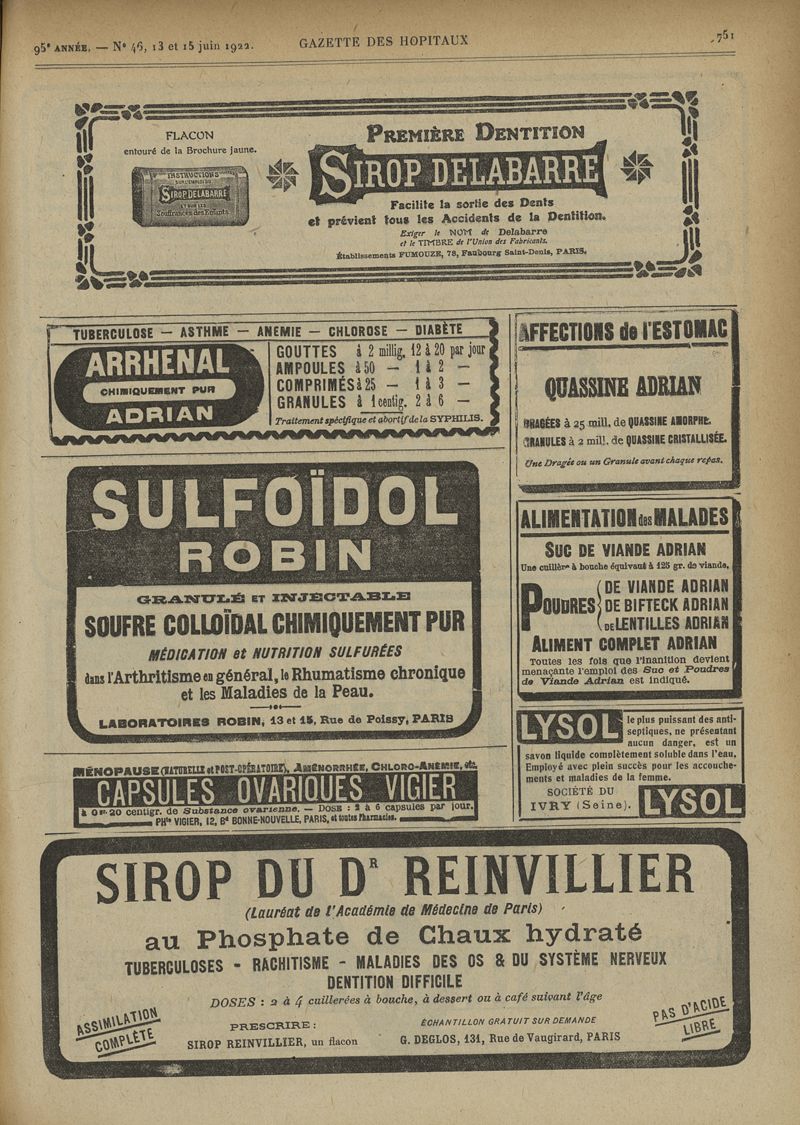 95e ANNÉE. — No 46, 13 et 15 juin 1922.
GAZETTE DES HOPITAUX
751
FLACON
entouré de la Brochure jaune.
INSTRUCTIONS
SIROP DELABARRE
ET SUR LES
Souffrances des Enfants
PREMIÈRE DENTITION
SIROP DELABARRE
Facilite la sortie des Dents
et prévient tous les Accidents de la Dentition.
Exiger le NOM de Delabarre
et le TIMBRE de l'Union des Fabricants.
Établissements FUMOUZE, 78, Faubourg Saint-Denis, PARIS.
TUBERCULOSE — ASTHME — ANEMIE — CHLOROSE — DIABÈTE
ARRHENAL
CHIMIQUEMENT PUR
ADRIAN
GOUTTES à 2 millig. 12 à 20 par jour
AMPOULES à 50 — 1 à 2 —
COMPRIMÉS à 25 — 1 à 3 —
GRANULES à 1 centig. 2 à 6 —
Traitement spécifique et abortif de la SYPHILIS.
AFFECTIONS de l'ESTOMAC
QUASSINE ADRIAN
DRAGÉES à 25 mill. de QUASSINE AMORPHE.
GRANULES à 2 mill. de QUASSINE CRISTALLISÉE.
Une Dragée ou un Granule avant chaque repas.
SULFOÏDOL
ROBIN
GRANULÉ ET INJECTABLE
SOUFRE COLLOÏDAL CHIMIQUEMENT PUR
MÉDICATION et NUTRITION SULFURÉES
dans l'Arthritisme en général, le Rhumatisme chronique
et les Maladies de la Peau.
LABORATOIRES ROBIN, 13 et 15, Rue de Poissy, PARIS
ALIMENTATION des MALADES
SUC DE VIANDE ADRIAN
Une cuillère à bouche équivaut à 125 gr. de viande.
POUDRES
DE VIANDE ADRIAN
DE BIFTECK ADRIAN
DE LENTILLES ADRIAN
ALIMENT COMPLET ADRIAN
Toutes les fois que l'inanition devient
menaçante l'emploi des Suc et Poudres
de Viande Adrian est indiqué.
LYSOL le plus puissant des anti-
septiques, ne présentant
aucun danger, est un
savon liquide complètement soluble dans l'eau.
Employé avec plein succès pour les accouche-
ments et maladies de la femme.
SOCIÉTÉ DU
IVRY (Seine). LYSOL
MÉNOPAUSE (NATURELLE et POST-OPÉRATOIRE), AMÉNORRHÉE, CHLORO-ANÉMIE, etc.
CAPSULES OVARIQUES VIGIER
à 0 gr. 20 centigr. de Substance ovarienne. — DOSE : 2 à 6 capsules par jour.
PHie VIGIER, 12, Bd BONNE-NOUVELLE, PARIS, et toutes Pharmacies.
SIROP DU DR REINVILLIER
(Lauréat de l'Académie de Médecine de Paris)
au Phosphate de Chaux hydraté
TUBERCULOSES - RACHITISME - MALADIES DES OS & DU SYSTÈME NERVEUX
DENTITION DIFFICILE
DOSES : 2 à 4 cuillerées à bouche, à dessert ou à café suivant l'âge
ASSIMILATION
COMPLÈTE
PRESCRIRE :
SIROP REINVILLIER, un flacon
ÉCHANTILLON GRATUIT SUR DEMANDE
G. DEGLOS, 131, Rue de Vaugirard, PARIS
PAS D'ACIDE
LIBRE